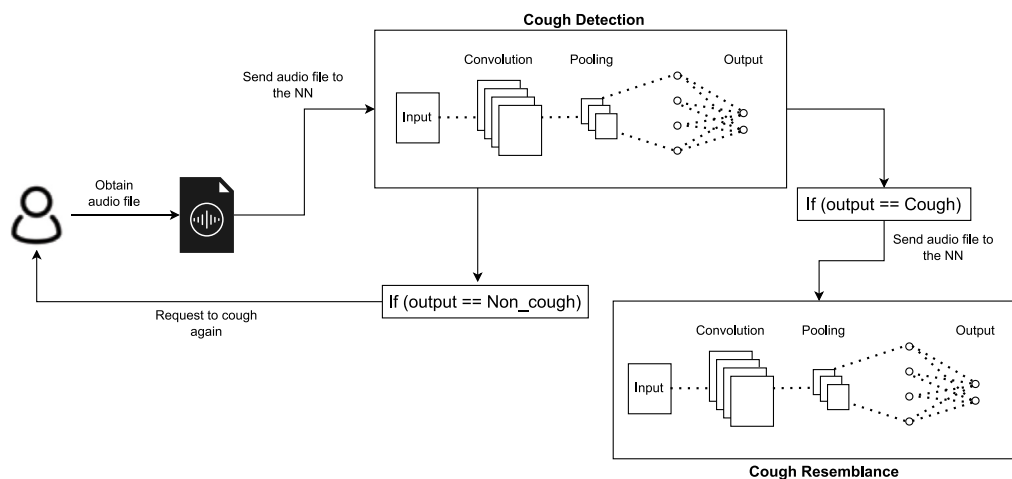 Cough Detection
Send audio file to
the NN
Convolution
Pooling
Output
Input
Obtain
audio file
If (output == Cough)
Send audio file to
the NN
If (output == Non_cough)
Request to cough
again
Convolution
Pooling
Output
Input
Cough Resemblance